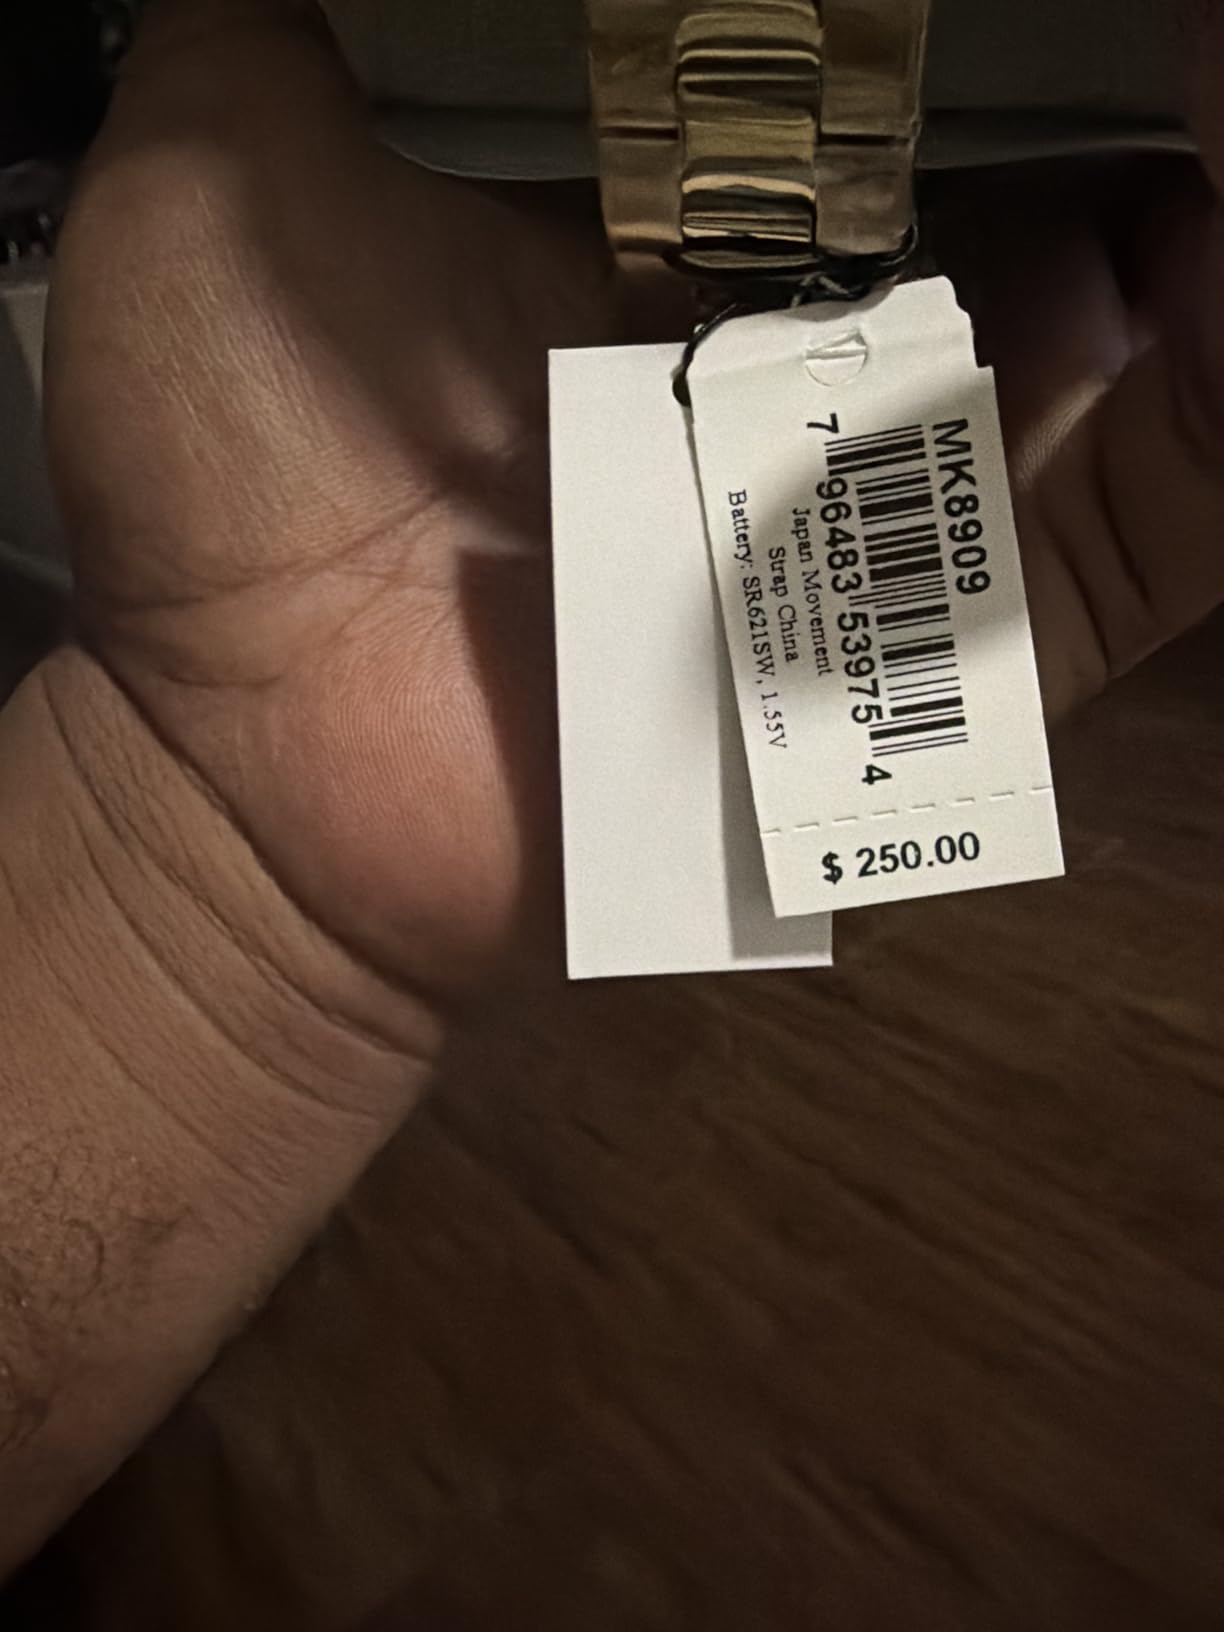 MK8909
7 96483 53975 4
Japan Movement
Strap China
Battery: SR621SW, 1.55V
$ 250.00